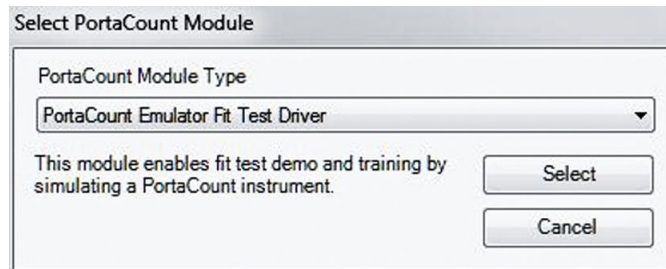 Select PortaCount Module
PortaCount Module Type
PortaCount Emulator Fit Test Driver
This module enables fit test demo and training by
simulating a PortaCount instrument.
Select
Cancel